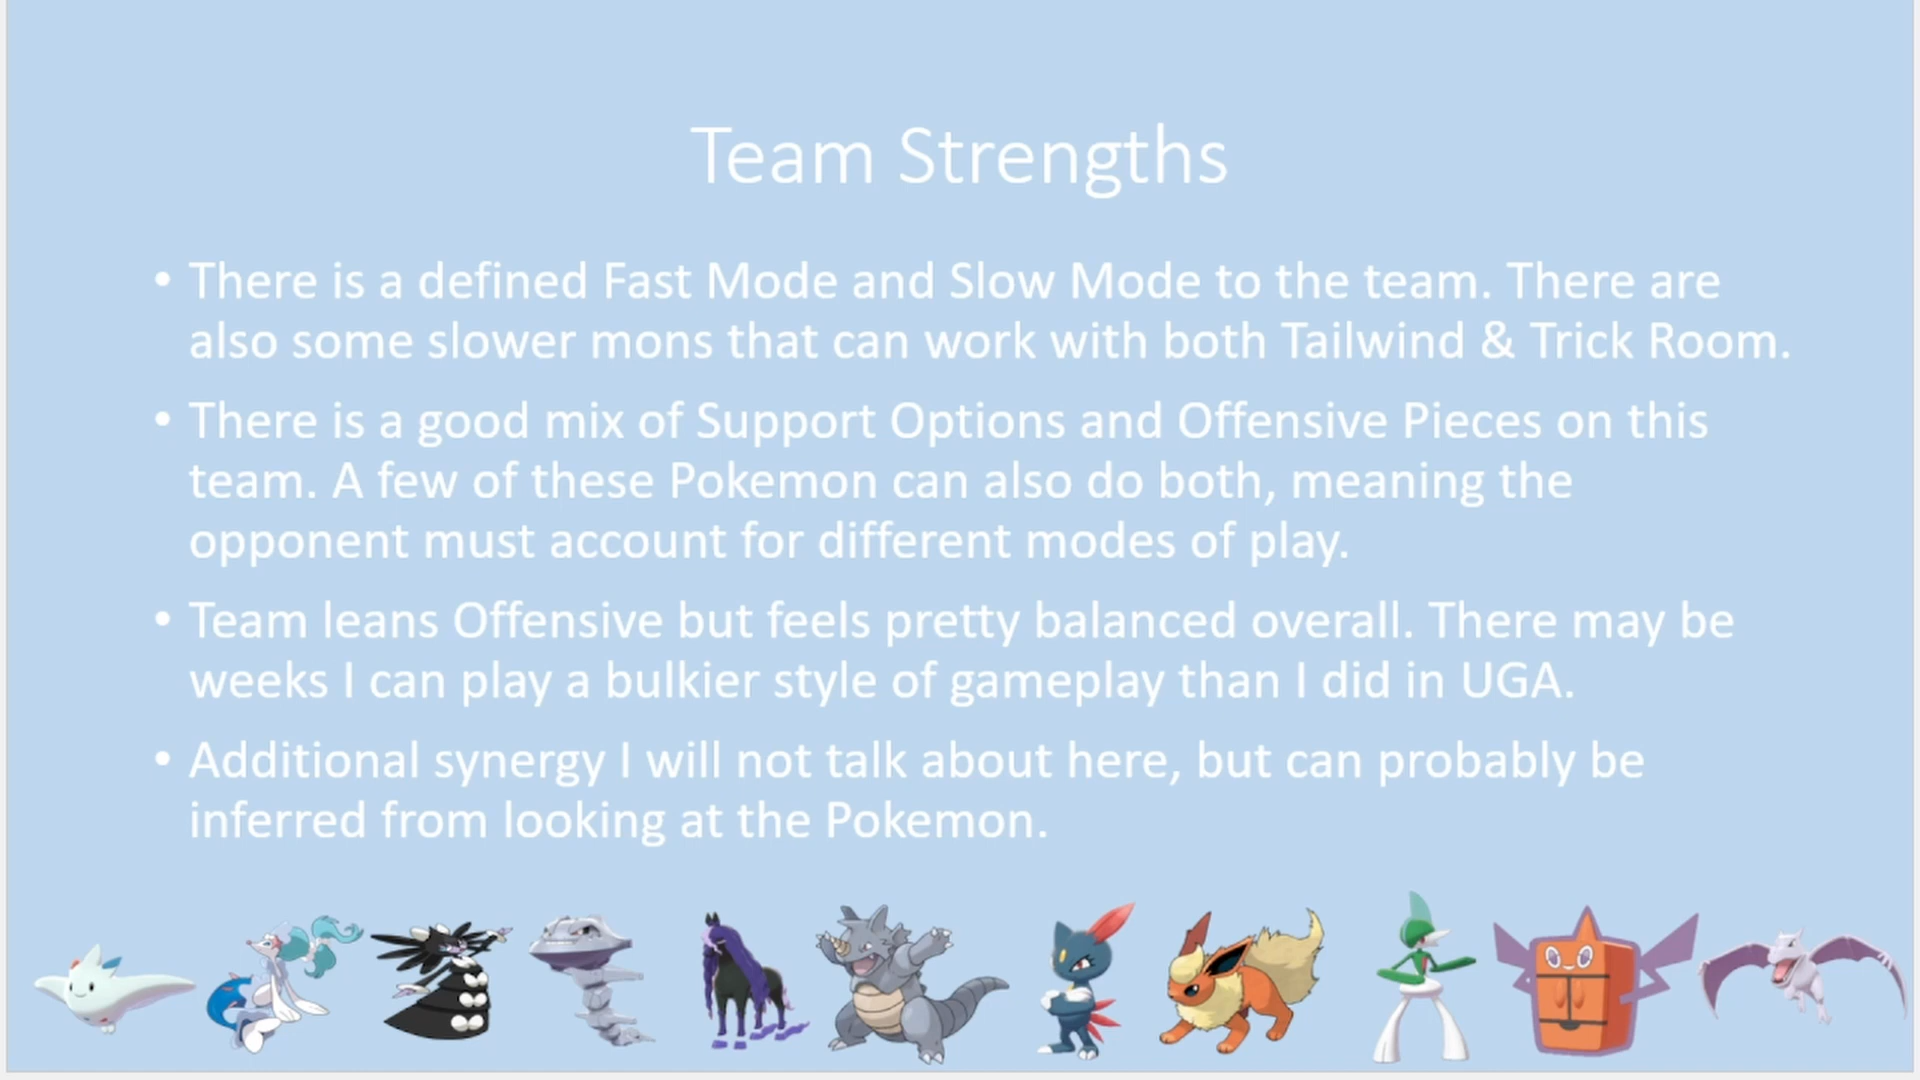 Team Strengths
• There is a defined Fast Mode and Slow Mode to the team. There are
also some slower mons that can work with both Tailwind & Trick Room.
• There is a good mix of Support Options and Offensive Pieces on this
team. A few of these Pokemon can also do both, meaning the
opponent must account for different modes of play.
• Team leans Offensive but feels pretty balanced overall. There may be
weeks I can play a bulkier style of gameplay than I did in UGA.
• Additional synergy I will not talk about here, but can probably be
inferred from looking at the Pokemon.